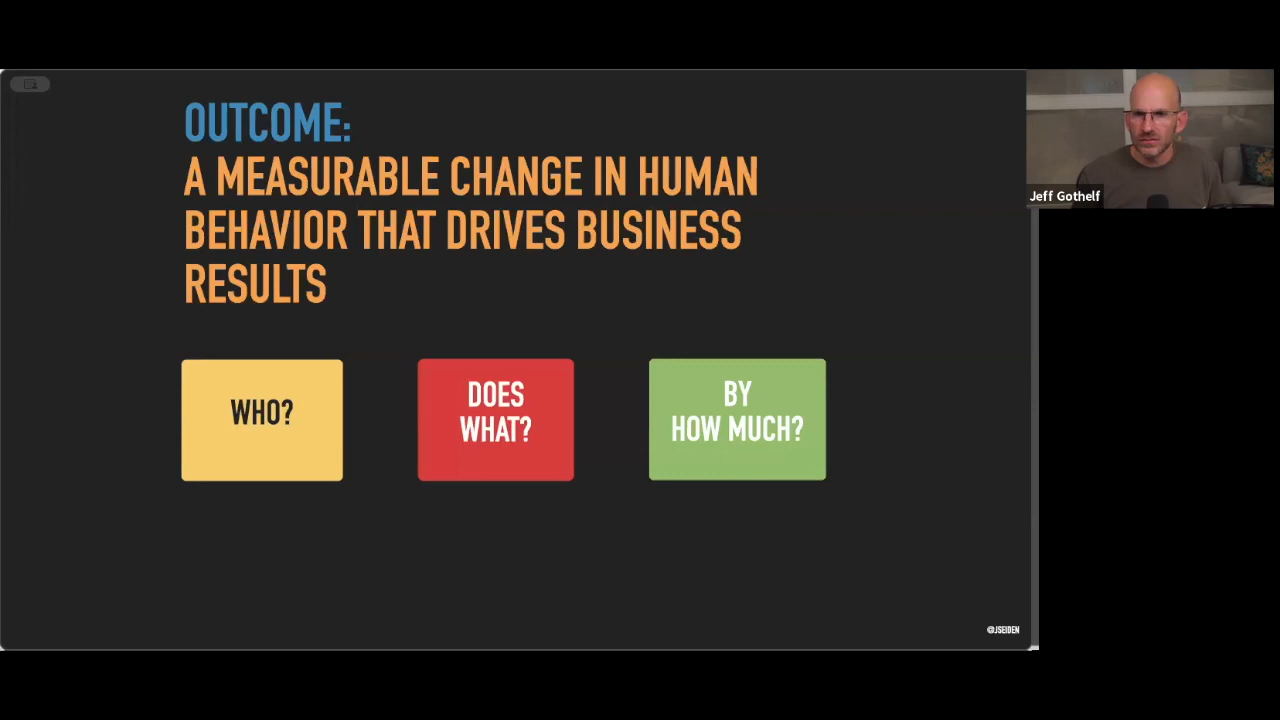 OUTCOME:
A MEASURABLE CHANGE IN HUMAN
BEHAVIOR THAT DRIVES BUSINESS
RESULTS
WHO?
DOES
WHAT?
BY
HOW MUCH?
@JSEIDEN
Jeff Gothelf